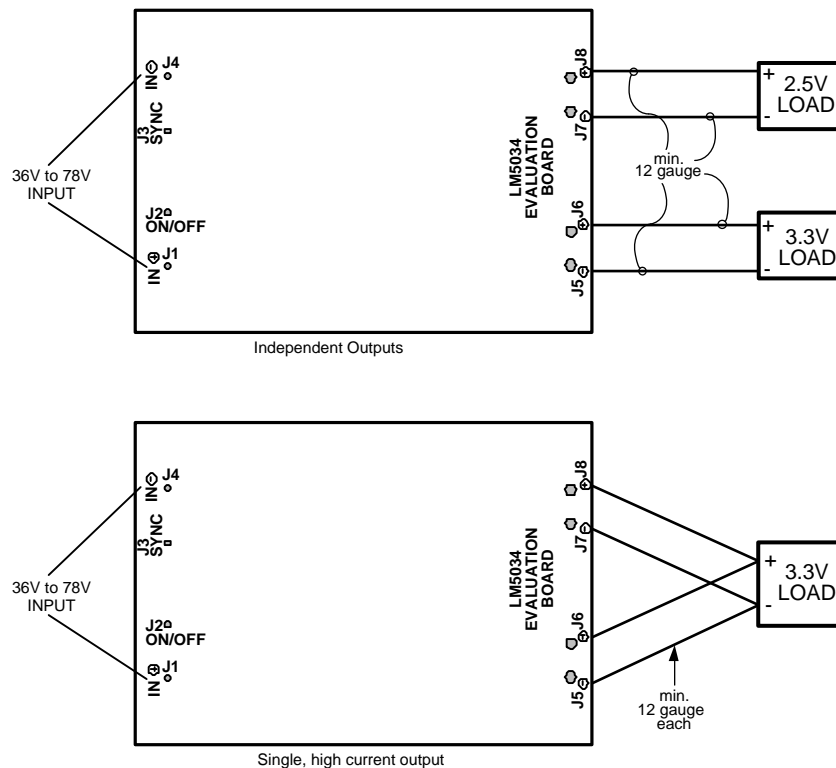 J4
IN
J3
SYNC
36V to 78V
INPUT
J2
ON/OFF
J1
IN
LM5034
EVALUATION
BOARD
J8
+
J7
-
J6
+
J5
-
min.
12 gauge
+
2.5V
LOAD
-
+
3.3V
LOAD
-
Independent Outputs
J4
IN
J3
SYNC
36V to 78V
INPUT
J2
ON/OFF
J1
IN
LM5034
EVALUATION
BOARD
J8
+
J7
-
J6
+
J5
-
+
3.3V
LOAD
-
min.
12 gauge
each
Single, high current output